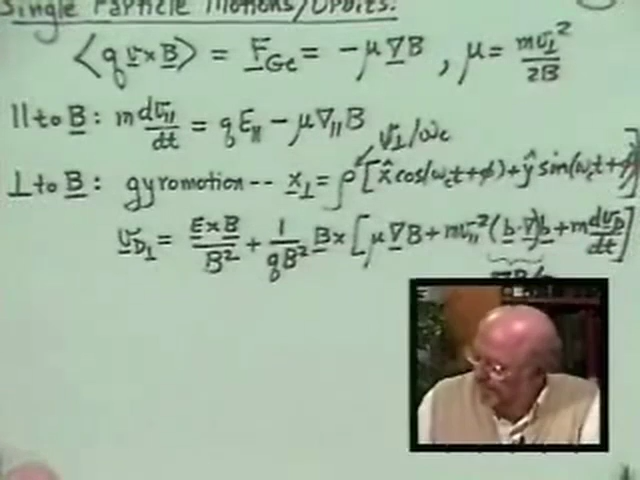 Single Particle Motions/Orbits:
⟨q v × B⟩ = F_Gc = -μ∇B , μ = mv⊥²/2B
|| to B: m dv||/dt = qE|| - μ∇||B
v⊥/ωc
⊥ to B: gyromotion -- x⊥ = ρ[x̂ cos(ωct+φ)+ŷ sin(ωct+φ)]
v_D⊥ = E×B/B² + 1/qB² B × [μ∇B + mv||²(b·∇)b + m dv_D/dt]